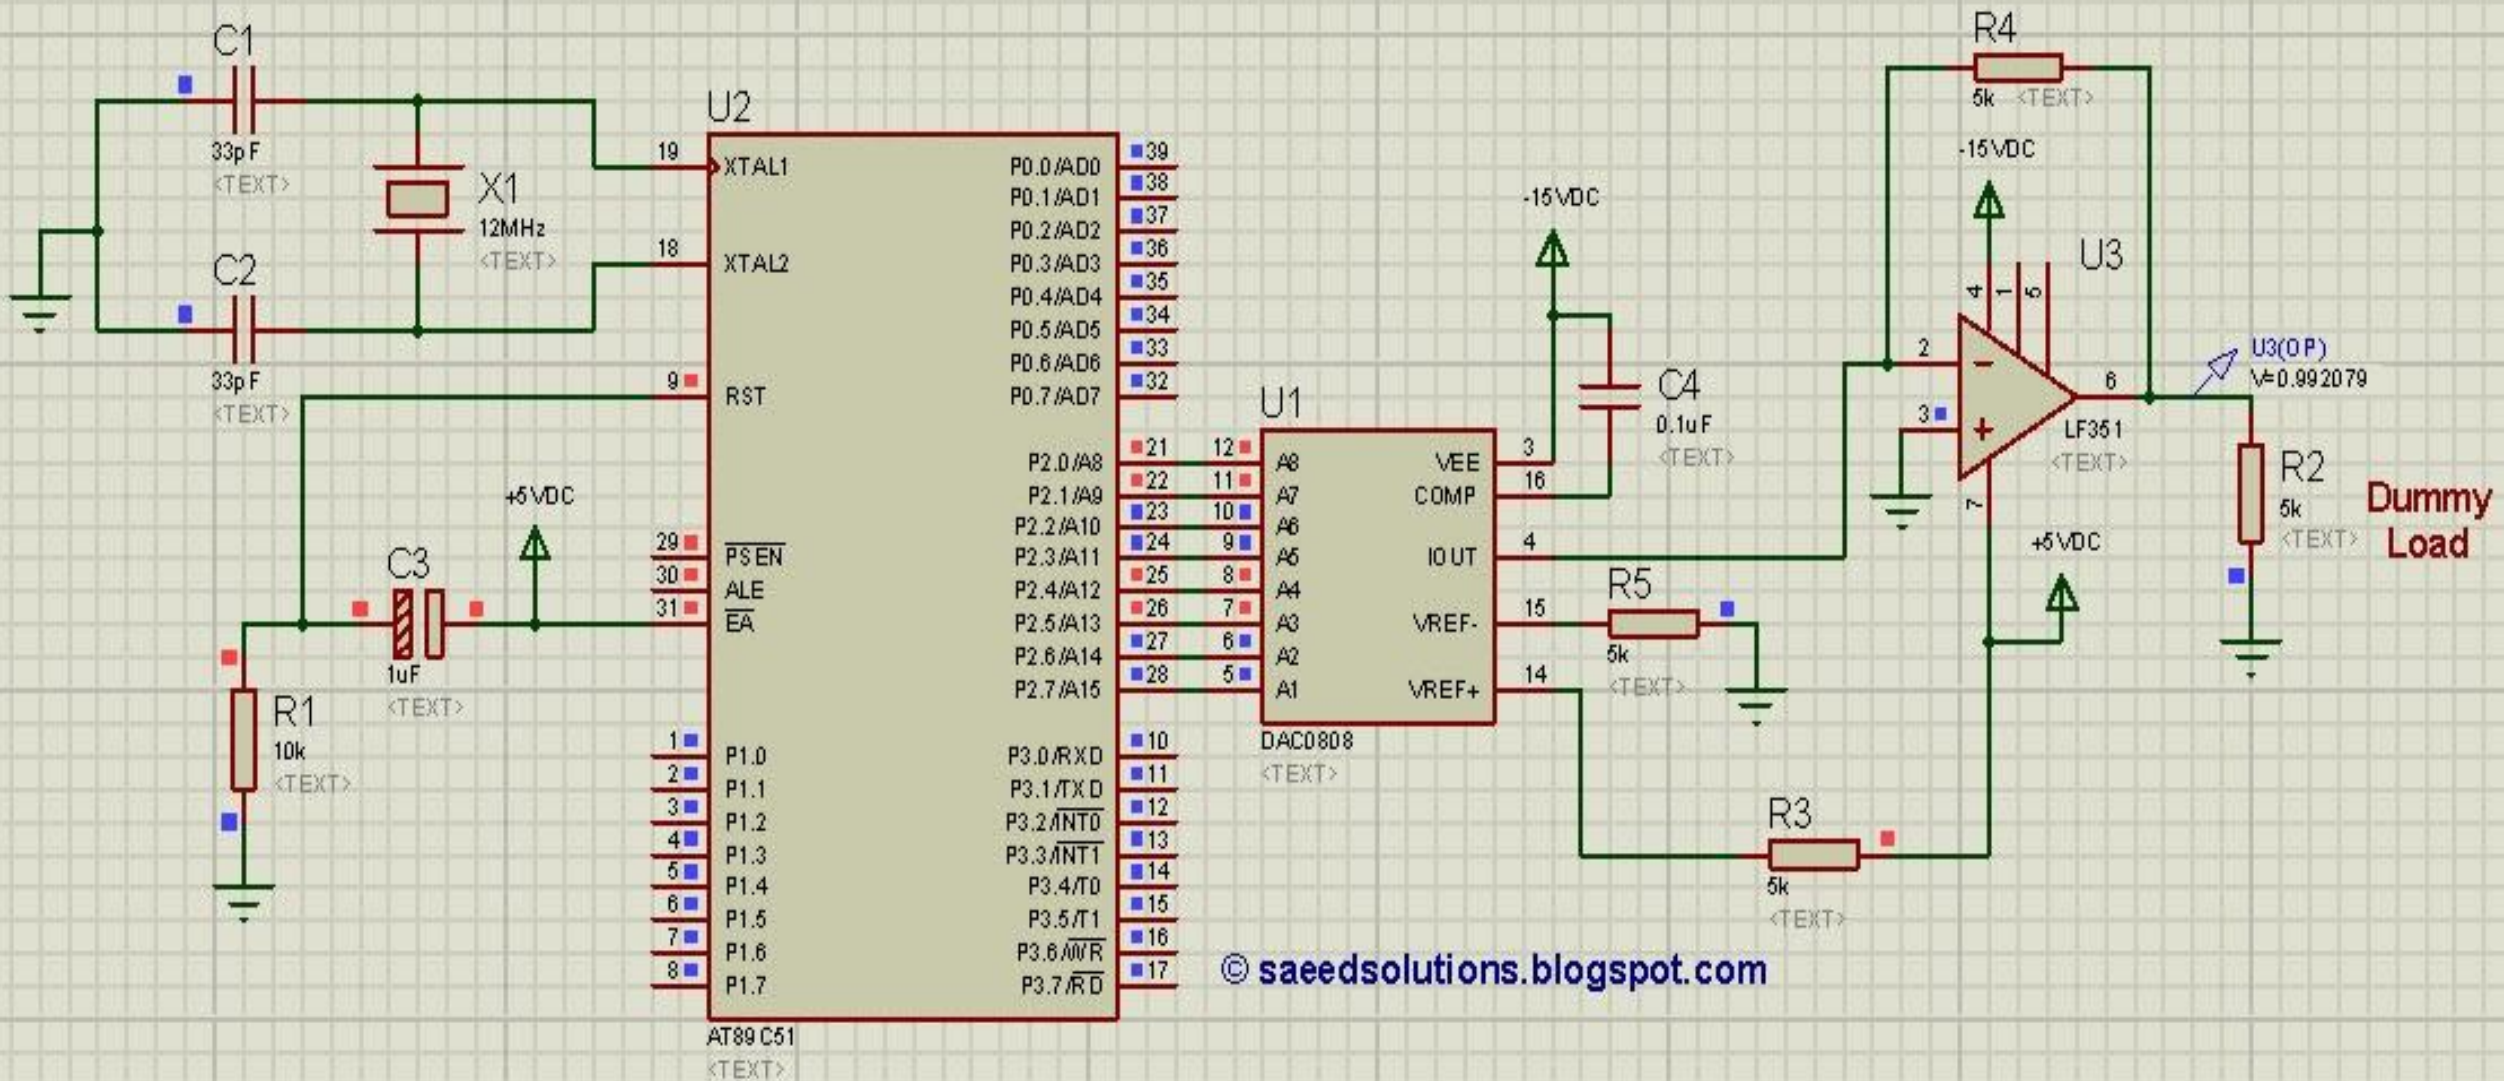 C1
33pF
<TEXT>
X1
12MHz
<TEXT>
C2
33pF
<TEXT>
C3
1uF
<TEXT>
+5VDC
R1
10k
<TEXT>
U2
19 XTAL1
18 XTAL2
9 RST
29 PSEN
30 ALE
31 EA
1 P1.0
2 P1.1
3 P1.2
4 P1.3
5 P1.4
6 P1.5
7 P1.6
8 P1.7
P0.0/AD0 39
P0.1/AD1 38
P0.2/AD2 37
P0.3/AD3 36
P0.4/AD4 35
P0.5/AD5 34
P0.6/AD6 33
P0.7/AD7 32
P2.0/A8 21
P2.1/A9 22
P2.2/A10 23
P2.3/A11 24
P2.4/A12 25
P2.5/A13 26
P2.6/A14 27
P2.7/A15 28
P3.0/RXD 10
P3.1/TXD 11
P3.2/INT0 12
P3.3/INT1 13
P3.4/T0 14
P3.5/T1 15
P3.6/WR 16
P3.7/RD 17
AT89C51
<TEXT>
U1
12 A8
11 A7
10 A6
9 A5
8 A4
7 A3
6 A2
5 A1
VEE 3
COMP 16
IOUT 4
VREF- 15
VREF+ 14
DAC0808
<TEXT>
-15VDC
C4
0.1uF
<TEXT>
R5
5k
<TEXT>
R3
5k
<TEXT>
R4
5k <TEXT>
-15VDC
U3
4 1 5
2
3
6
7
LF351
<TEXT>
+5VDC
U3(OP)
V=0.992079
R2
5k
<TEXT>
Dummy
Load
© saeedsolutions.blogspot.com